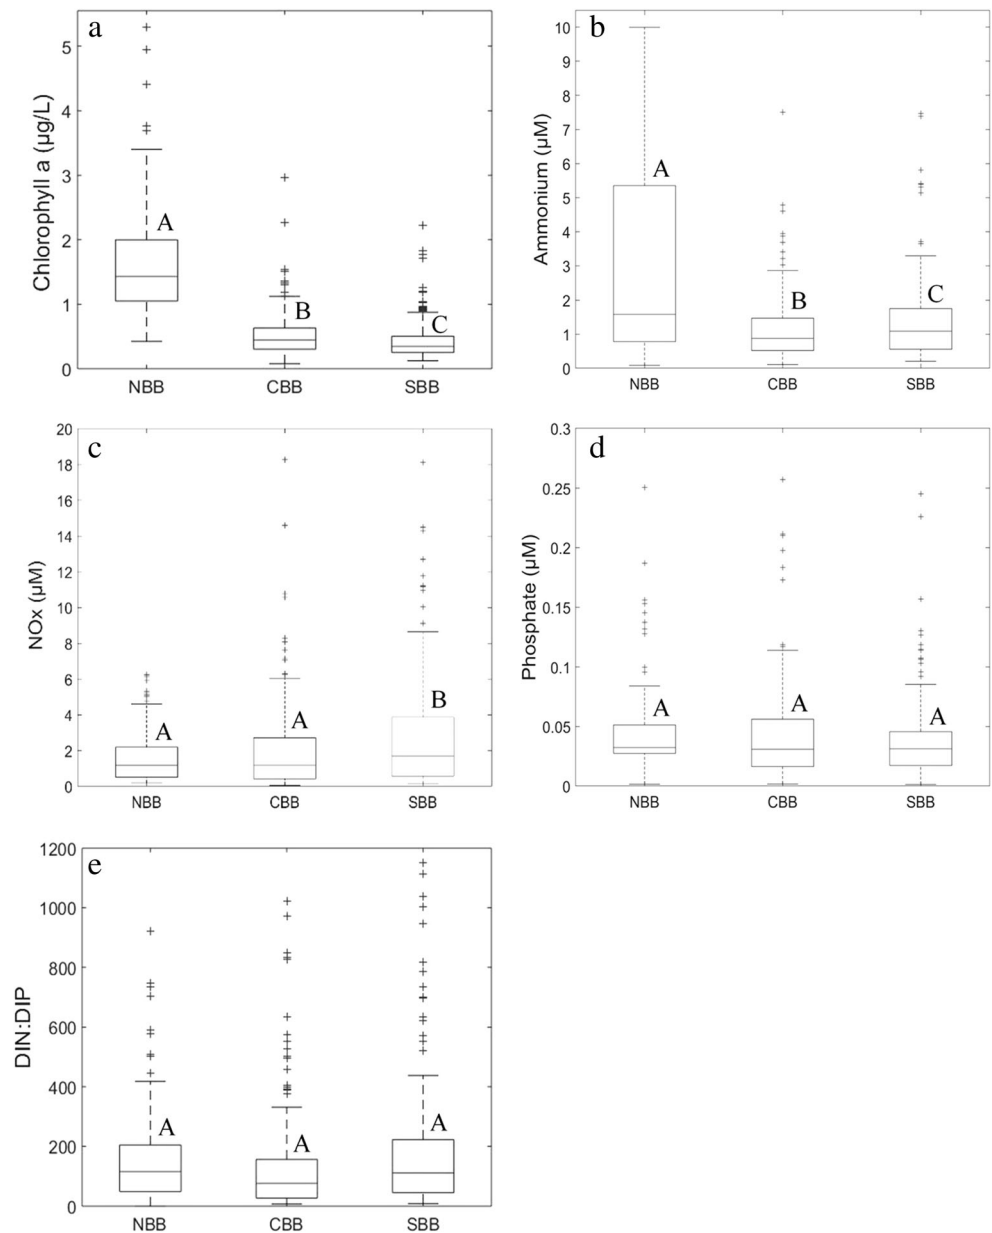 a
Chlorophyll a (µg/L)
5
4
3
2
1
0
A
B
C
NBB CBB SBB
b
Ammonium (µM)
10
9
8
7
6
5
4
3
2
1
0
A
B
C
NBB CBB SBB
c
NOx (µM)
20
18
16
14
12
10
8
6
4
2
0
A
A
B
NBB CBB SBB
d
Phosphate (µM)
0.3
0.25
0.2
0.15
0.1
0.05
0
A
A
A
NBB CBB SBB
e
DIN:DIP
1200
1000
800
600
400
200
0
A
A
A
NBB CBB SBB